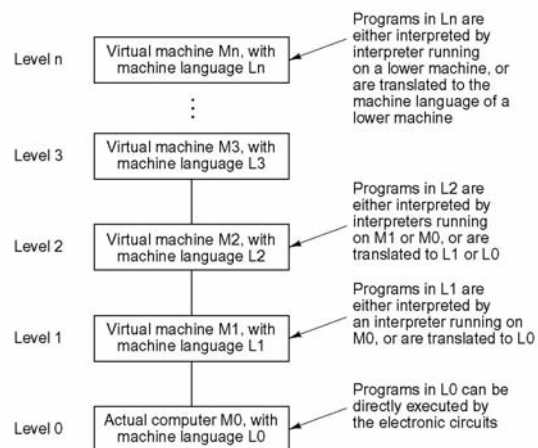 Programs in Ln are
either interpreted by
interpreter running
on a lower machine, or
are translated to the
machine language of a
lower machine
Level n
Virtual machine Mn, with
machine language Ln
Level 3
Virtual machine M3, with
machine language L3
Programs in L2 are
either interpreted by
interpreters running
on M1 or M0, or are
translated to L1 or L0
Level 2
Virtual machine M2, with
machine language L2
Programs in L1 are
either interpreted by
an interpreter running on
M0, or are translated to L0
Level 1
Virtual machine M1, with
machine language L1
Programs in L0 can be
directly executed by
the electronic circuits
Level 0
Actual computer M0, with
machine language L0